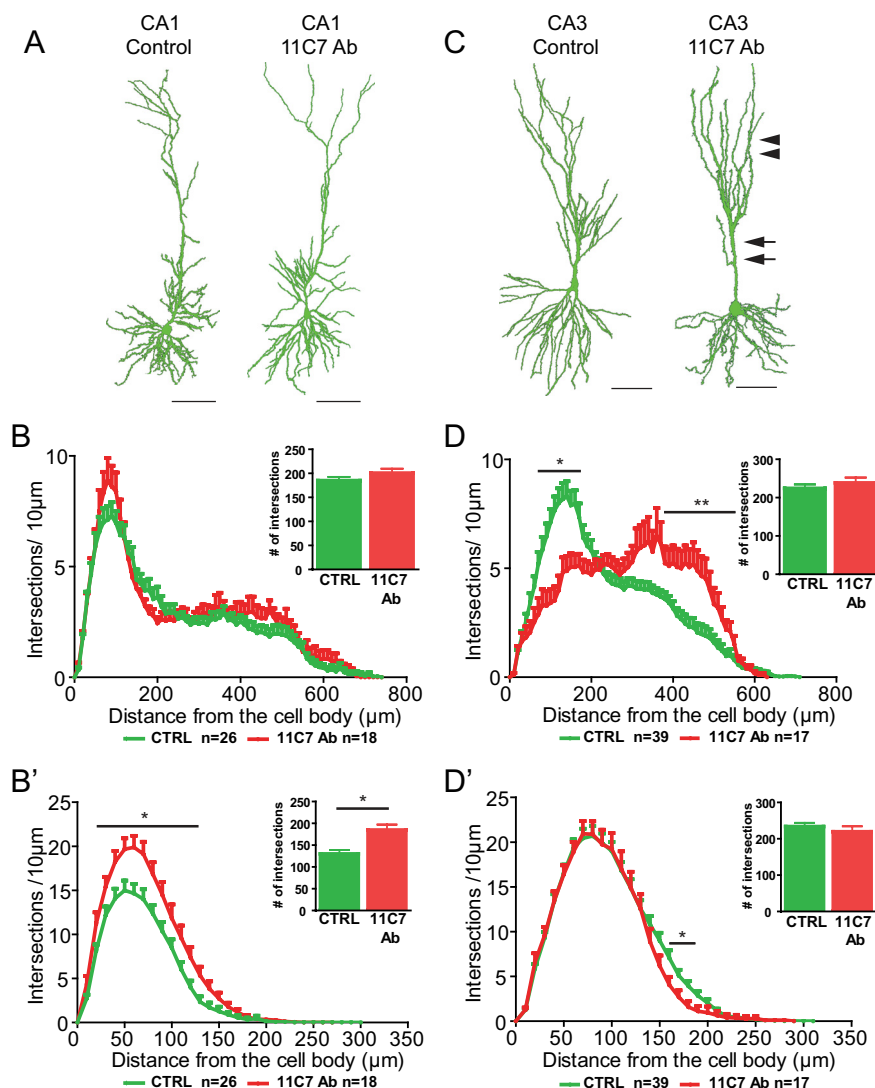 A
CA1
Control
CA1
11C7 Ab
C
CA3
Control
CA3
11C7 Ab
B
Intersections/ 10µm
10
5
0
0
200
400
600
800
Distance from the cell body (µm)
CTRL n=26
11C7 Ab n=18
# of intersections
250
200
150
100
50
0
CTRL
11C7
Ab
D
Intersections/ 10µm
10
5
0
0
200
400
600
800
*
**
Distance from the cell body (µm)
CTRL n=39
11C7 Ab n=17
# of intersections
300
200
100
0
CTRL
11C7
Ab
B’
Intersections /10µm
25
20
15
10
5
0
0
50
100
150
200
250
300
350
*
Distance from the cell body (µm)
CTRL n=26
11C7 Ab n=18
# of intersections
250
200
150
100
50
0
*
CTRL
11C7
Ab
D’
Intersections /10µm
25
20
15
10
5
0
0
50
100
150
200
250
300
350
*
Distance from the cell body (µm)
CTRL n=39
11C7 Ab n=17
# of intersections
300
200
100
0
CTRL
11C7
Ab